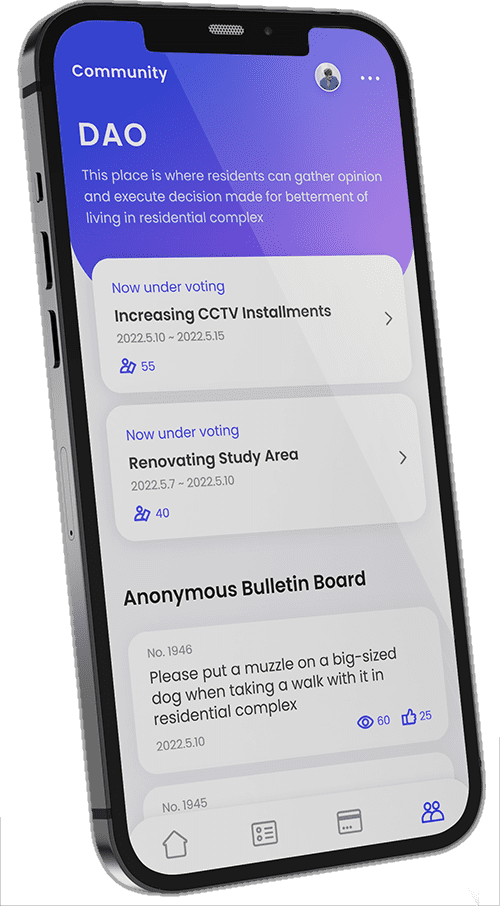 Community
DAO
This place is where residents can gather opinion
and execute decision made for betterment of
living in residential complex
Now under voting
Increasing CCTV Installments
2022.5.10 ~ 2022.5.15
55
Now under voting
Renovating Study Area
2022.5.7 ~ 2022.5.10
40
Anonymous Bulletin Board
No. 1946
Please put a muzzle on a big-sized
dog when taking a walk with it in
residential complex
2022.5.10
60
25
No. 1945